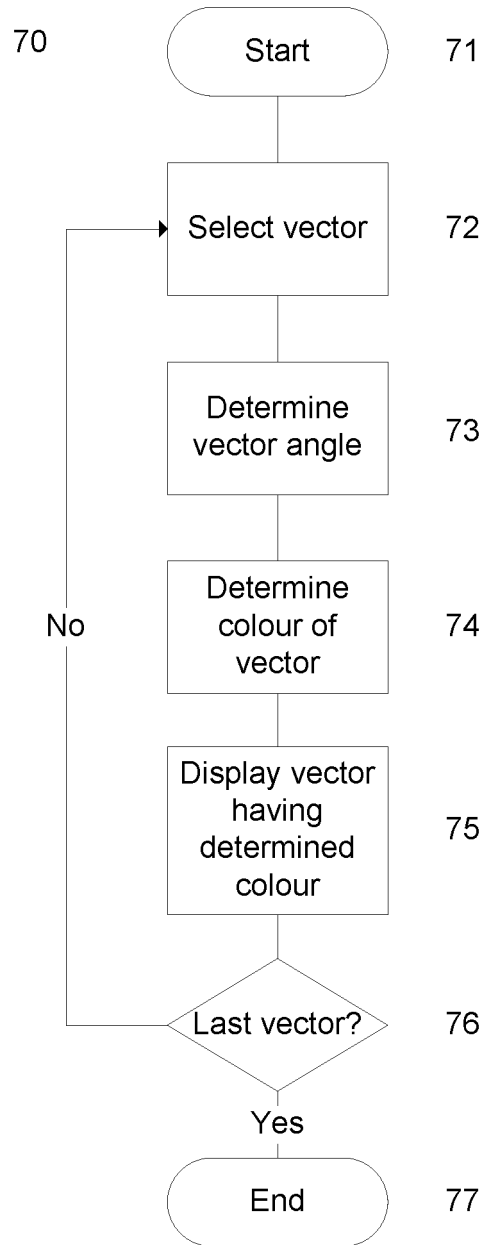 70
Start
71
Select vector
72
Determine
vector angle
73
Determine
colour of
vector
74
No
Display vector
having
determined
colour
75
Last vector?
76
Yes
End
77